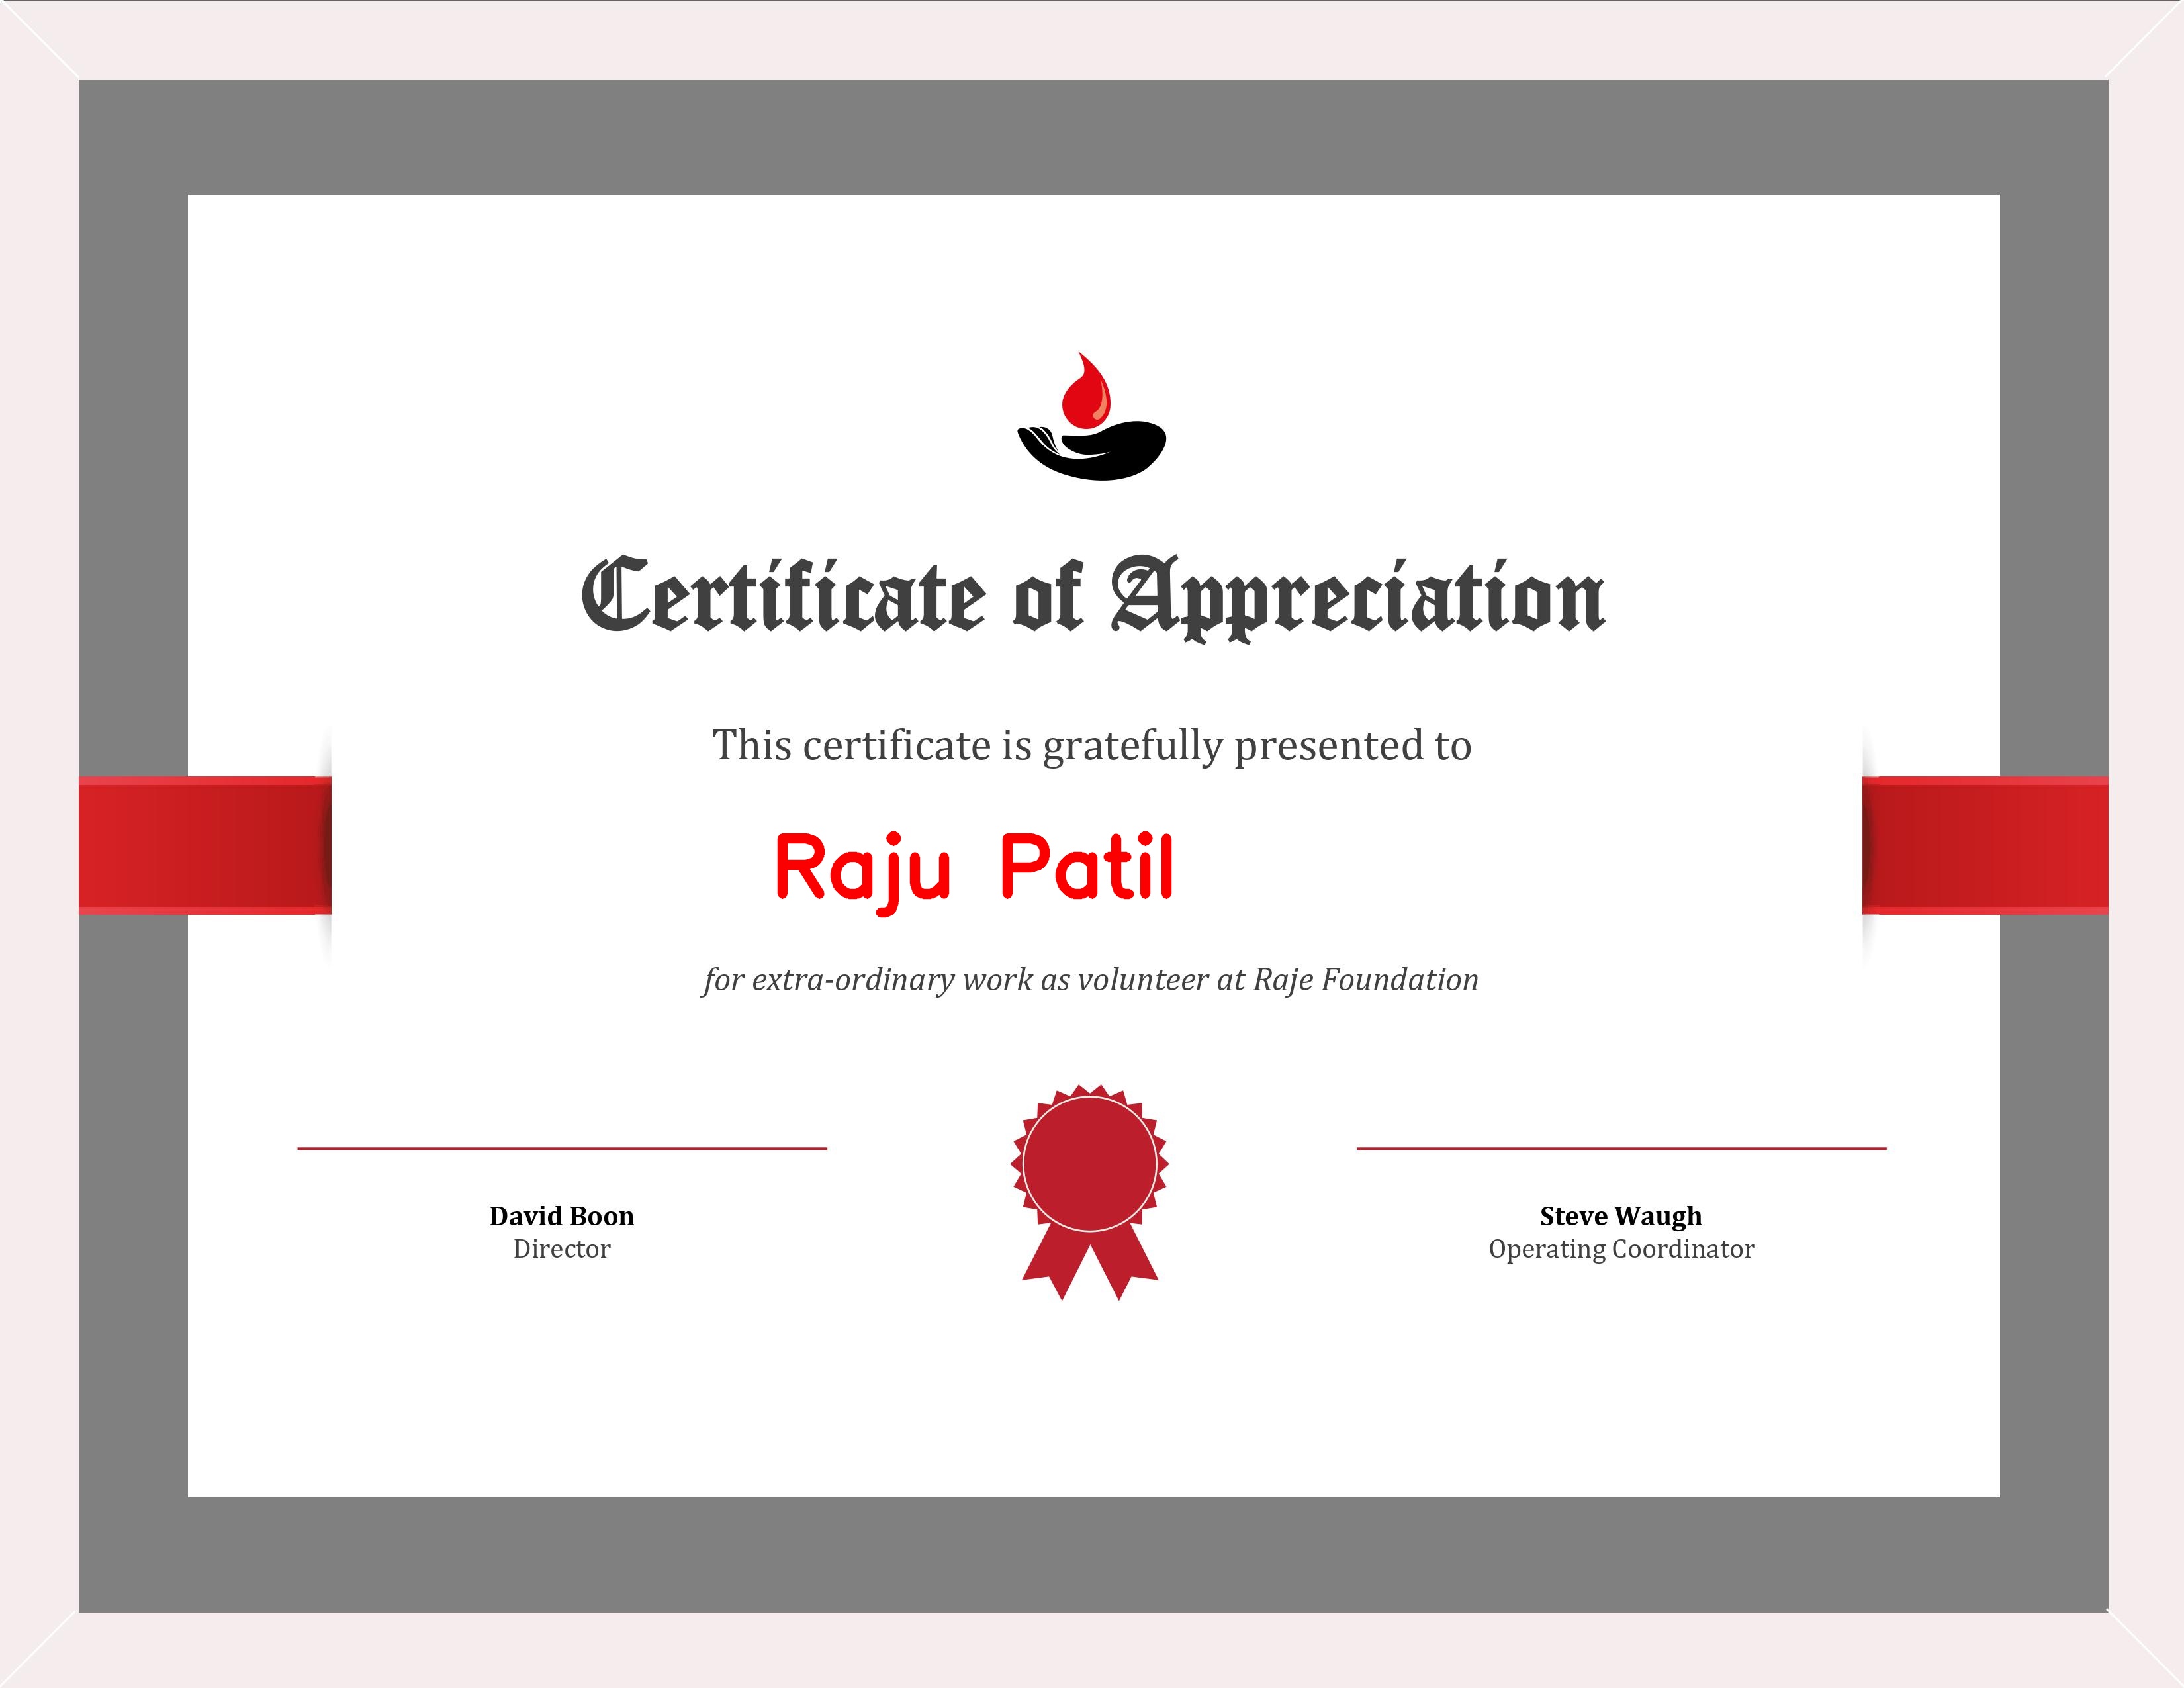 Certificate of Appreciation
This certificate is gratefully presented to
Raju Patil
for extra-ordinary work as volunteer at Raje Foundation
David Boon
Director
Steve Waugh
Operating Coordinator